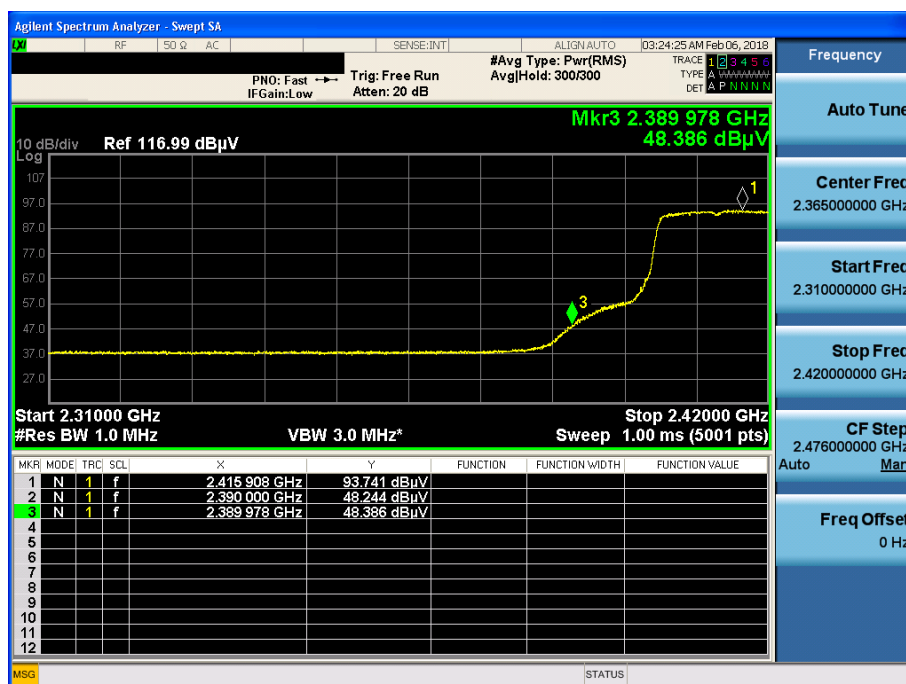 Agilent Spectrum Analyzer - Swept SA
LXI RF 50 Ω AC SENSE:INT ALIGN AUTO 03:24:25 AM Feb 06, 2018
#Avg Type: Pwr(RMS) TRACE 1 2 3 4 5 6
PNO: Fast Trig: Free Run Avg|Hold: 300/300 TYPE A WWWWW
IFGain:Low Atten: 20 dB DET A P N N N N
Mkr3 2.389 978 GHz
10 dB/div Ref 116.99 dBµV 48.386 dBµV
Log
107
97.0
87.0
77.0
67.0
57.0
47.0
37.0
27.0
1
3
Start 2.31000 GHz Stop 2.42000 GHz
#Res BW 1.0 MHz VBW 3.0 MHz* Sweep 1.00 ms (5001 pts)
MKR MODE TRC SCL X Y FUNCTION FUNCTION WIDTH FUNCTION VALUE
1 N 1 f 2.415 908 GHz 93.741 dBµV
2 N 1 f 2.390 000 GHz 48.244 dBµV
3 N 1 f 2.389 978 GHz 48.386 dBµV
4
5
6
7
8
9
10
11
12
MSG STATUS
Frequency
Auto Tune
Center Freq
2.365000000 GHz
Start Freq
2.310000000 GHz
Stop Freq
2.420000000 GHz
CF Step
2.476000000 GHz
Auto Man
Freq Offset
0 Hz